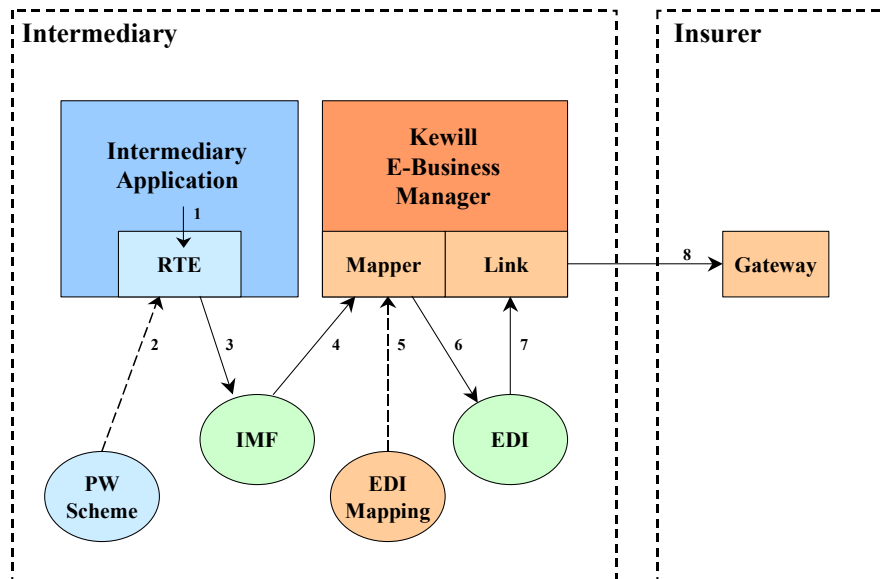 Intermediary
Insurer
Intermediary
Application
Kewill
E-Business
Manager
1
RTE
Mapper
Link
8
Gateway
2
3
4
5
6
7
IMF
EDI
PW
Scheme
EDI
Mapping